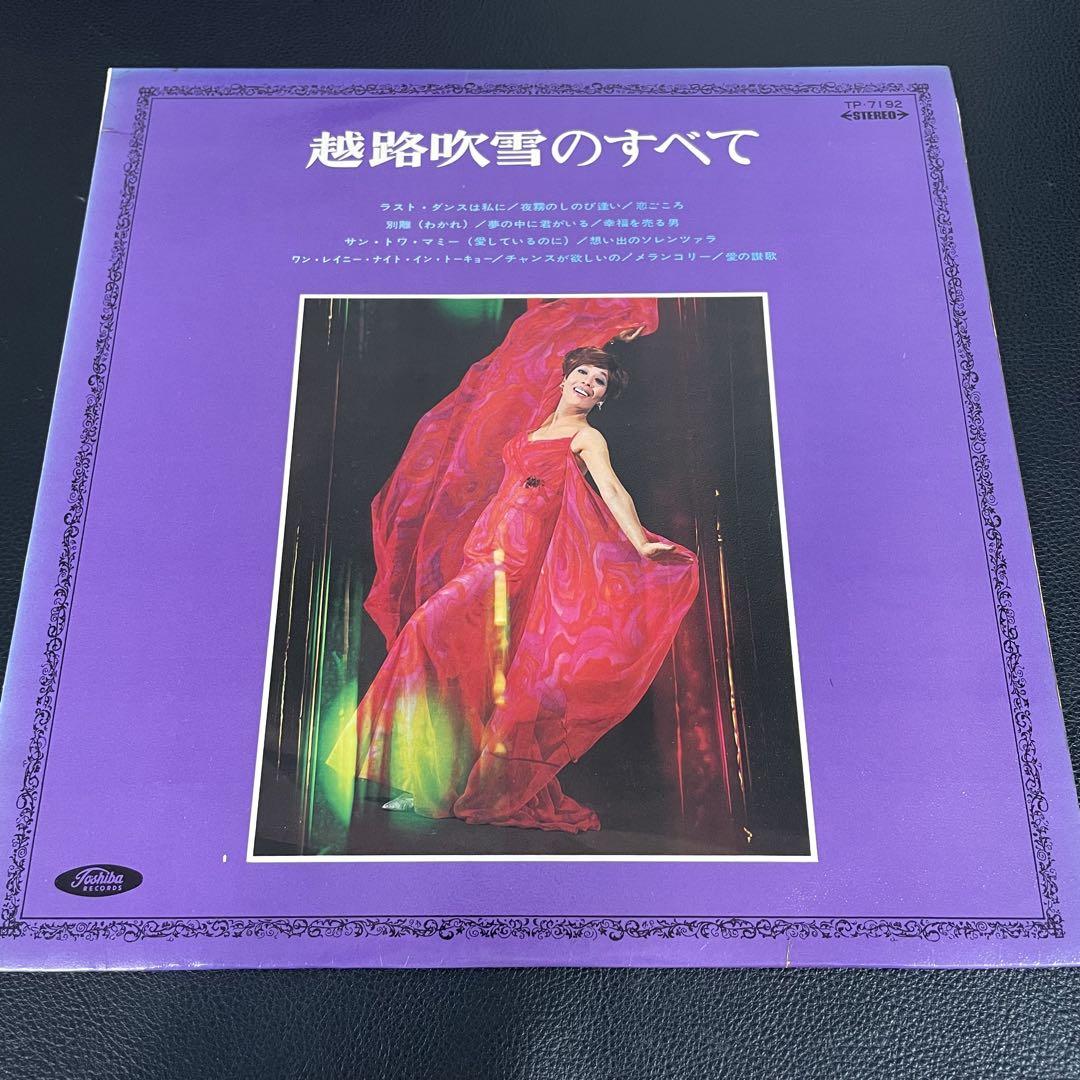 TP-7192
STEREO
越路吹雪のすべて
ラスト・ダンスは私に／夜霧のしのび逢い／恋ごころ
別離（わかれ）／夢の中に君がいる／幸福を売る男
サン・トワ・マミー（愛しているのに）／想い出のソレンツァラ
ワン・レイニー・ナイト・イン・トーキョー／チャンスが欲しいの／メランコリー／愛の讃歌
Toshiba
RECORDS